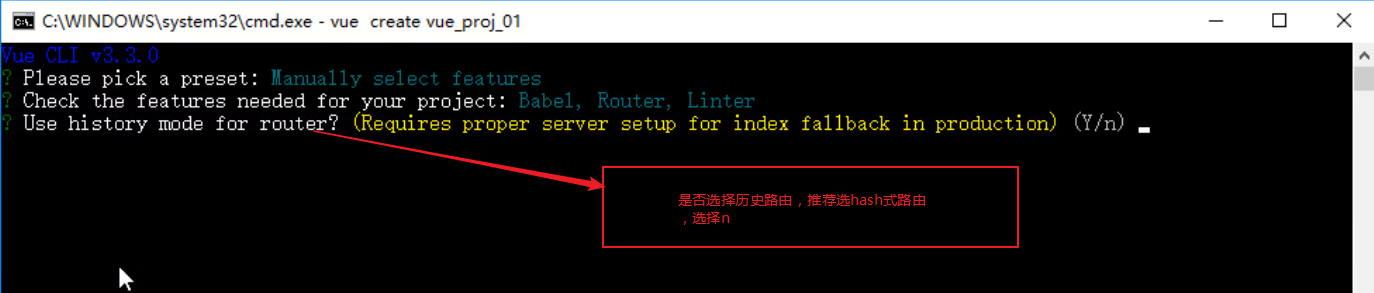 C:\WINDOWS\system32\cmd.exe - vue  create vue_proj_01
Vue CLI v3.3.0
? Please pick a preset: Manually select features
? Check the features needed for your project: Babel, Router, Linter
? Use history mode for router? (Requires proper server setup for index fallback in production) (Y/n)
是否选择历史路由，推荐选hash式路由
，选择n